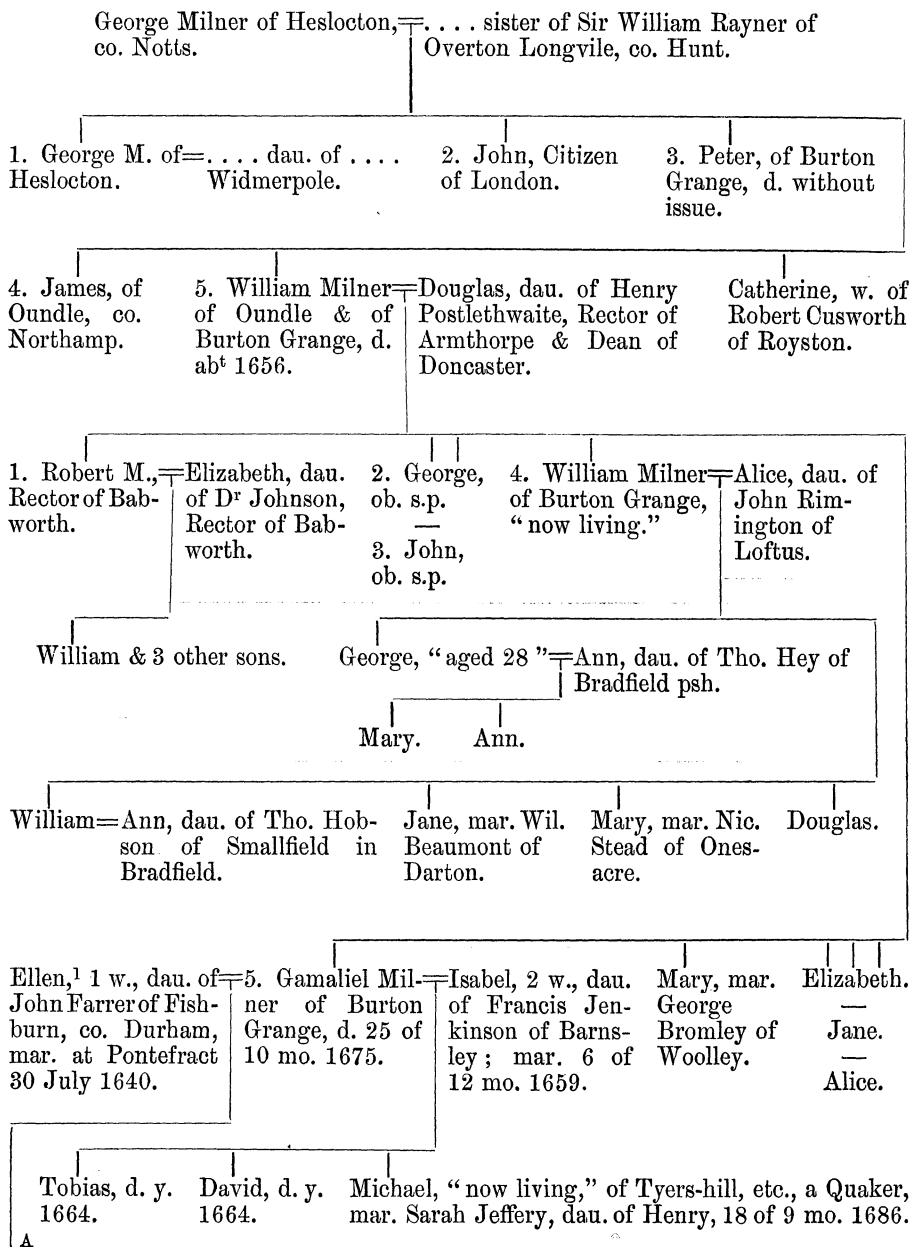 George Milner of Heslocton,=. . . . sister of Sir William Rayner of
co. Notts. Overton Longvile, co. Hunt.
1. George M. of=. . . . dau. of . . . .
Heslocton. Widmerpole.
2. John, Citizen
of London.
3. Peter, of Burton
Grange, d. without
issue.
4. James, of
Oundle, co.
Northamp.
5. William Milner=
of Oundle & of
Burton Grange, d.
abt 1656.
Douglas, dau. of Henry
Postlethwaite, Rector of
Armthorpe & Dean of
Doncaster.
Catherine, w. of
Robert Cusworth
of Royston.
1. Robert M.,=
Rector of Bab-
worth.
Elizabeth, dau.
of Dr Johnson,
Rector of Bab-
worth.
2. George,
ob. s.p.
—
3. John,
ob. s.p.
4. William Milner=
of Burton Grange,
“now living.”
Alice, dau. of
John Rim-
ington of
Loftus.
William & 3 other sons.
George, “aged 28”=Ann, dau. of Tho. Hey of
Bradfield psh.
Mary. Ann.
William=Ann, dau. of Tho. Hob-
son of Smallfield in
Bradfield.
Jane, mar. Wil.
Beaumont of
Darton.
Mary, mar. Nic.
Stead of Ones-
acre.
Douglas.
Ellen,1 1 w., dau. of=
John Farrer of Fish-
burn, co. Durham,
mar. at Pontefract
30 July 1640.
5. Gamaliel Mil-=
ner of Burton
Grange, d. 25 of
10 mo. 1675.
Isabel, 2 w., dau.
of Francis Jen-
kinson of Barns-
ley; mar. 6 of
12 mo. 1659.
Mary, mar.
George
Bromley of
Woolley.
Elizabeth.
—
Jane.
—
Alice.
Tobias, d. y.
1664.
David, d. y.
1664.
Michael, “now living,” of Tyers-hill, etc., a Quaker,
mar. Sarah Jeffery, dau. of Henry, 18 of 9 mo. 1686.
A